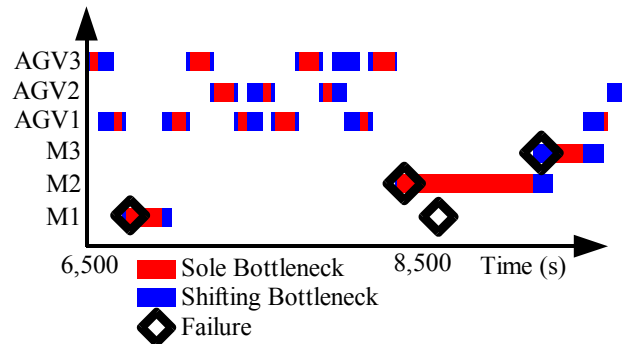 AGV3
AGV2
AGV1
M3
M2
M1
6,500 8,500 Time (s)
Sole Bottleneck
Shifting Bottleneck
Failure